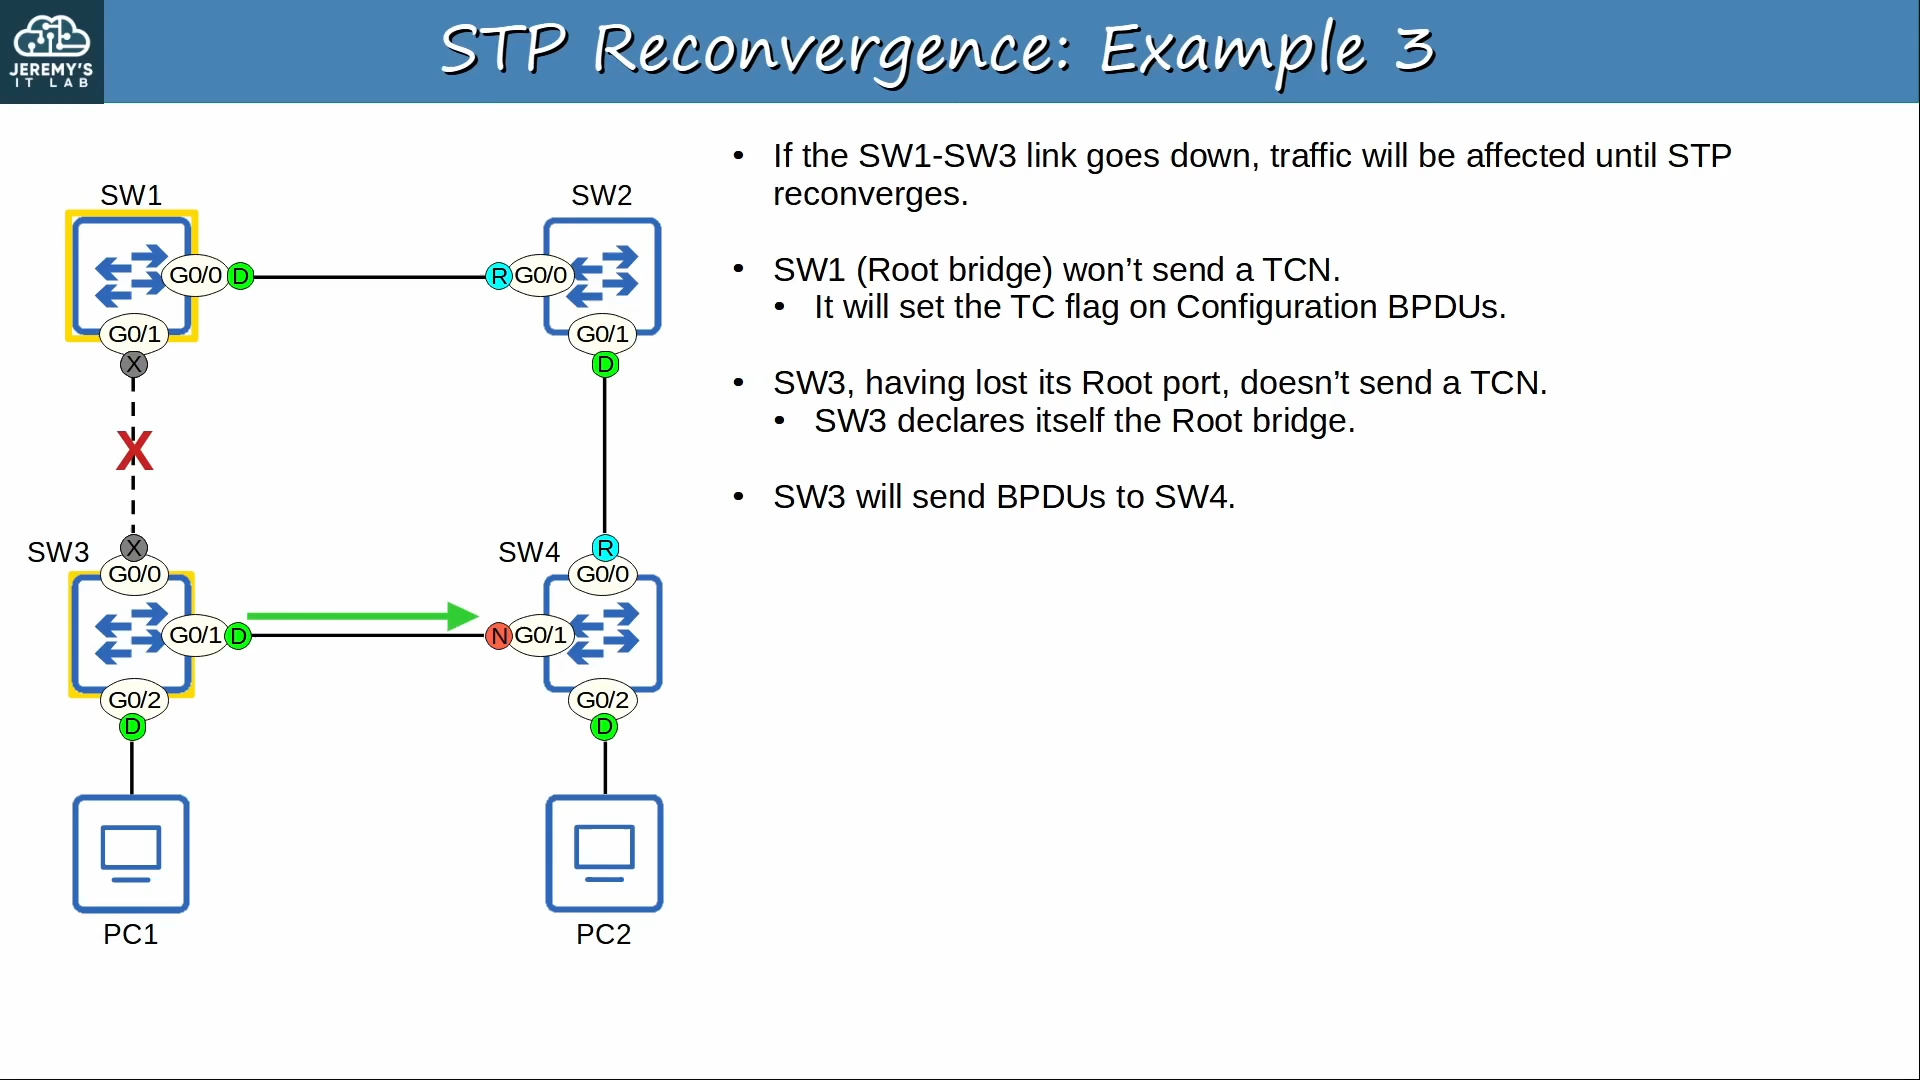 JEREMY'S
IT LAB
STP Reconvergence: Example 3
• If the SW1-SW3 link goes down, traffic will be affected until STP
reconverges.
• SW1 (Root bridge) won’t send a TCN.
• It will set the TC flag on Configuration BPDUs.
• SW3, having lost its Root port, doesn’t send a TCN.
• SW3 declares itself the Root bridge.
• SW3 will send BPDUs to SW4.
SW1
SW2
G0/0 D
R G0/0
G0/1
G0/1
X
D
X
SW3
SW4
X
R
G0/0
G0/0
G0/1 D
N G0/1
G0/2
G0/2
D
D
PC1
PC2